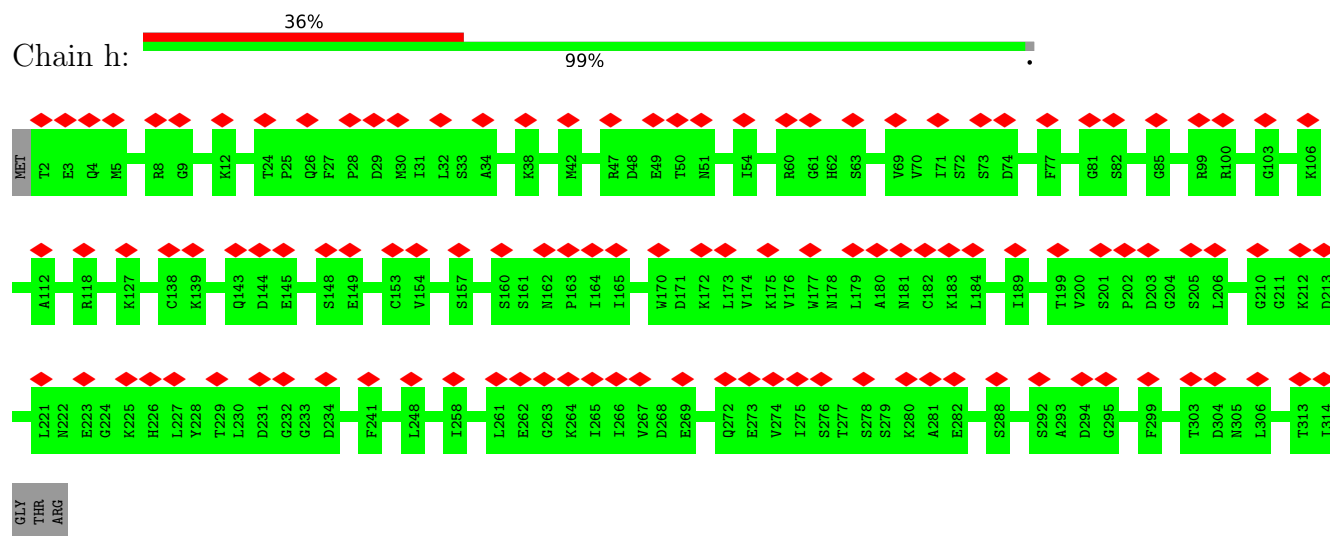 36%
Chain h:
99%
•
MET T2 E3 Q4 M5 R8 G9 K12 T24 P25 Q26 F27 P28 D29 M30 I31 L32 S33 A34 K38 M42 R47 D48 E49 T50 N51 I54 R60 G61 H62 S63 V69 V70 I71 S72 S73 D74 F77 G81 S82 G85 R99 R100 G103 K106
A112 R118 K127 C138 K139 Q143 D144 E145 S148 E149 C153 V154 S157 S160 S161 N162 P163 I164 I165 W170 D171 K172 L173 V174 K175 V176 W177 N178 L179 A180 N181 C182 K183 L184 I189 T199 V200 S201 P202 D203 G204 S205 L206 G210 G211 K212 D213
L221 N222 E223 G224 K225 H226 L227 Y228 T229 L230 D231 G232 G233 D234 F241 L248 I258 L261 E262 G263 K264 I265 I266 V267 D268 E269 Q272 E273 V274 I275 S276 T277 S278 S279 K280 A281 E282 S288 S292 A293 D294 G295 F299 T303 D304 N305 L306 T313 I314
GLY THR ARG